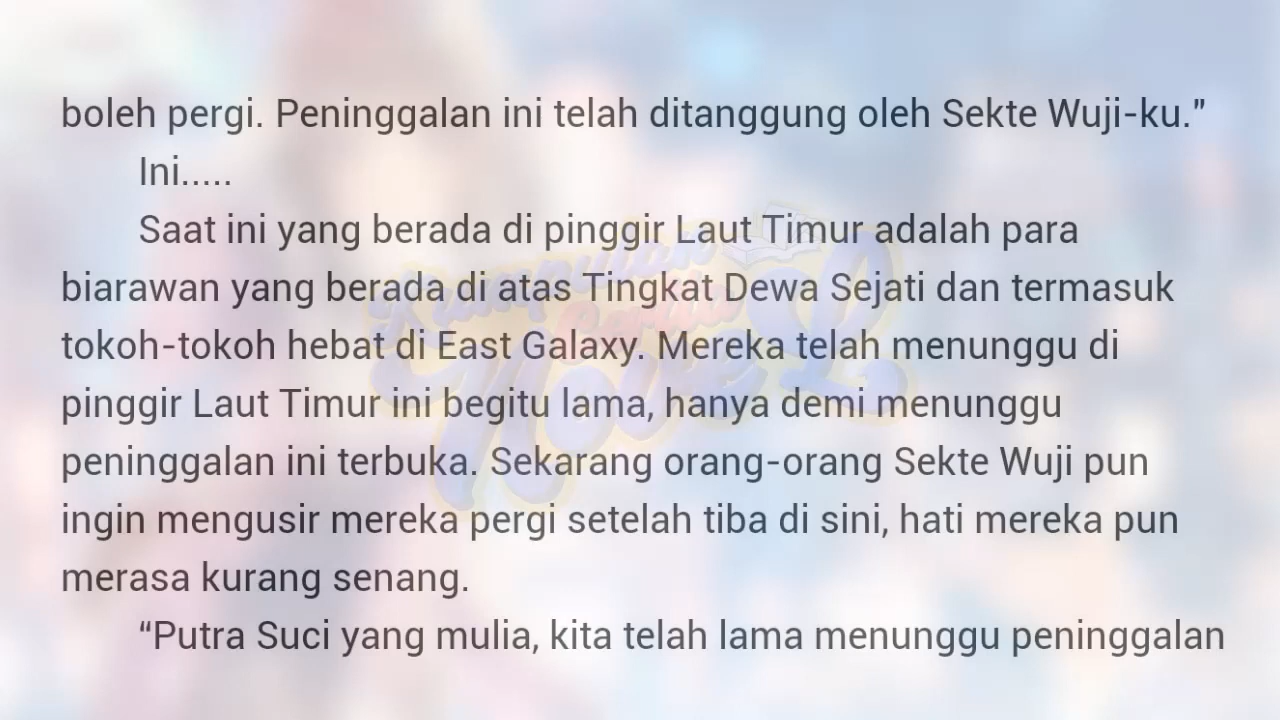 boleh pergi. Peninggalan ini telah ditanggung oleh Sekte Wuji-ku."
Ini.....
Saat ini yang berada di pinggir Laut Timur adalah para
biarawan yang berada di atas Tingkat Dewa Sejati dan termasuk
tokoh-tokoh hebat di East Galaxy. Mereka telah menunggu di
pinggir Laut Timur ini begitu lama, hanya demi menunggu
peninggalan ini terbuka. Sekarang orang-orang Sekte Wuji pun
ingin mengusir mereka pergi setelah tiba di sini, hati mereka pun
merasa kurang senang.
“Putra Suci yang mulia, kita telah lama menunggu peninggalan